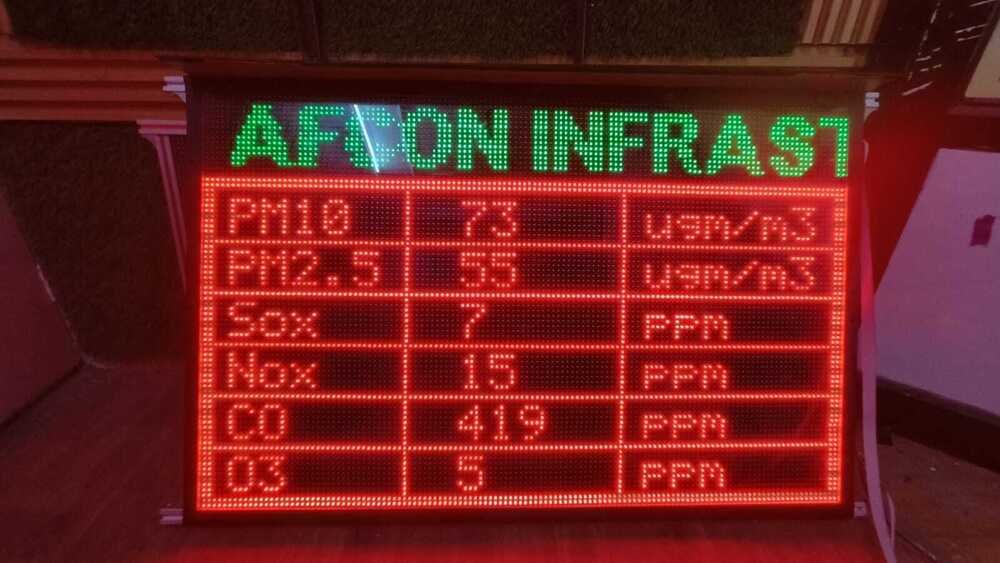 AFCON INFRAST
PM10 73 ugm/m3
PM2.5 55 ugm/m3
Sox 7 ppm
Nox 15 ppm
CO 419 ppm
O3 5 ppm